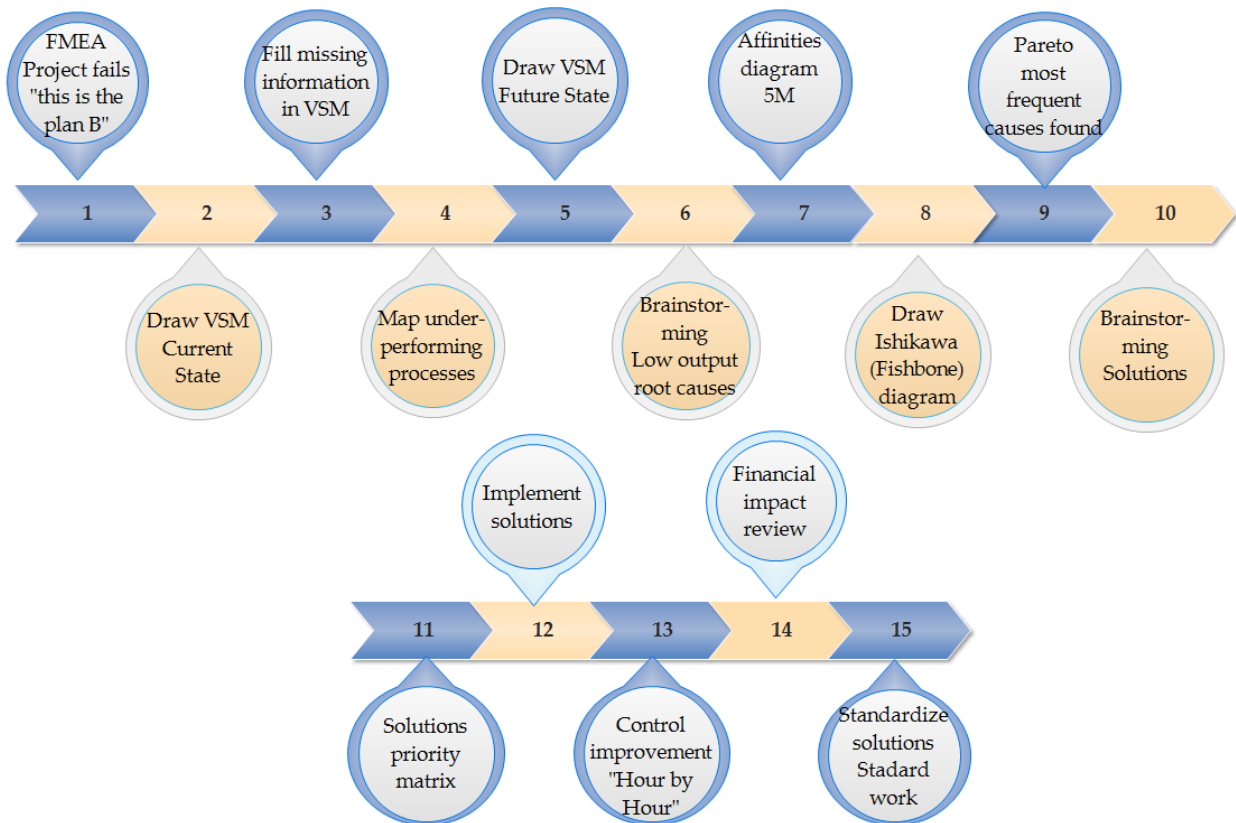 FMEA
Project fails
"this is the
plan B"
Fill missing
information
in VSM
Draw VSM
Future State
Affinities
diagram
5M
Pareto
most
frequent
causes found
1
2
3
4
5
6
7
8
9
10
Draw VSM
Current
State
Map under-
performing
processes
Brainstor-
ming
Low output
root causes
Draw
Ishikawa
(Fishbone)
diagram
Brainstor-
ming
Solutions
Implement
solutions
Financial
impact
review
11
12
13
14
15
Solutions
priority
matrix
Control
improvement
"Hour by
Hour"
Standardize
solutions
Stadard
work